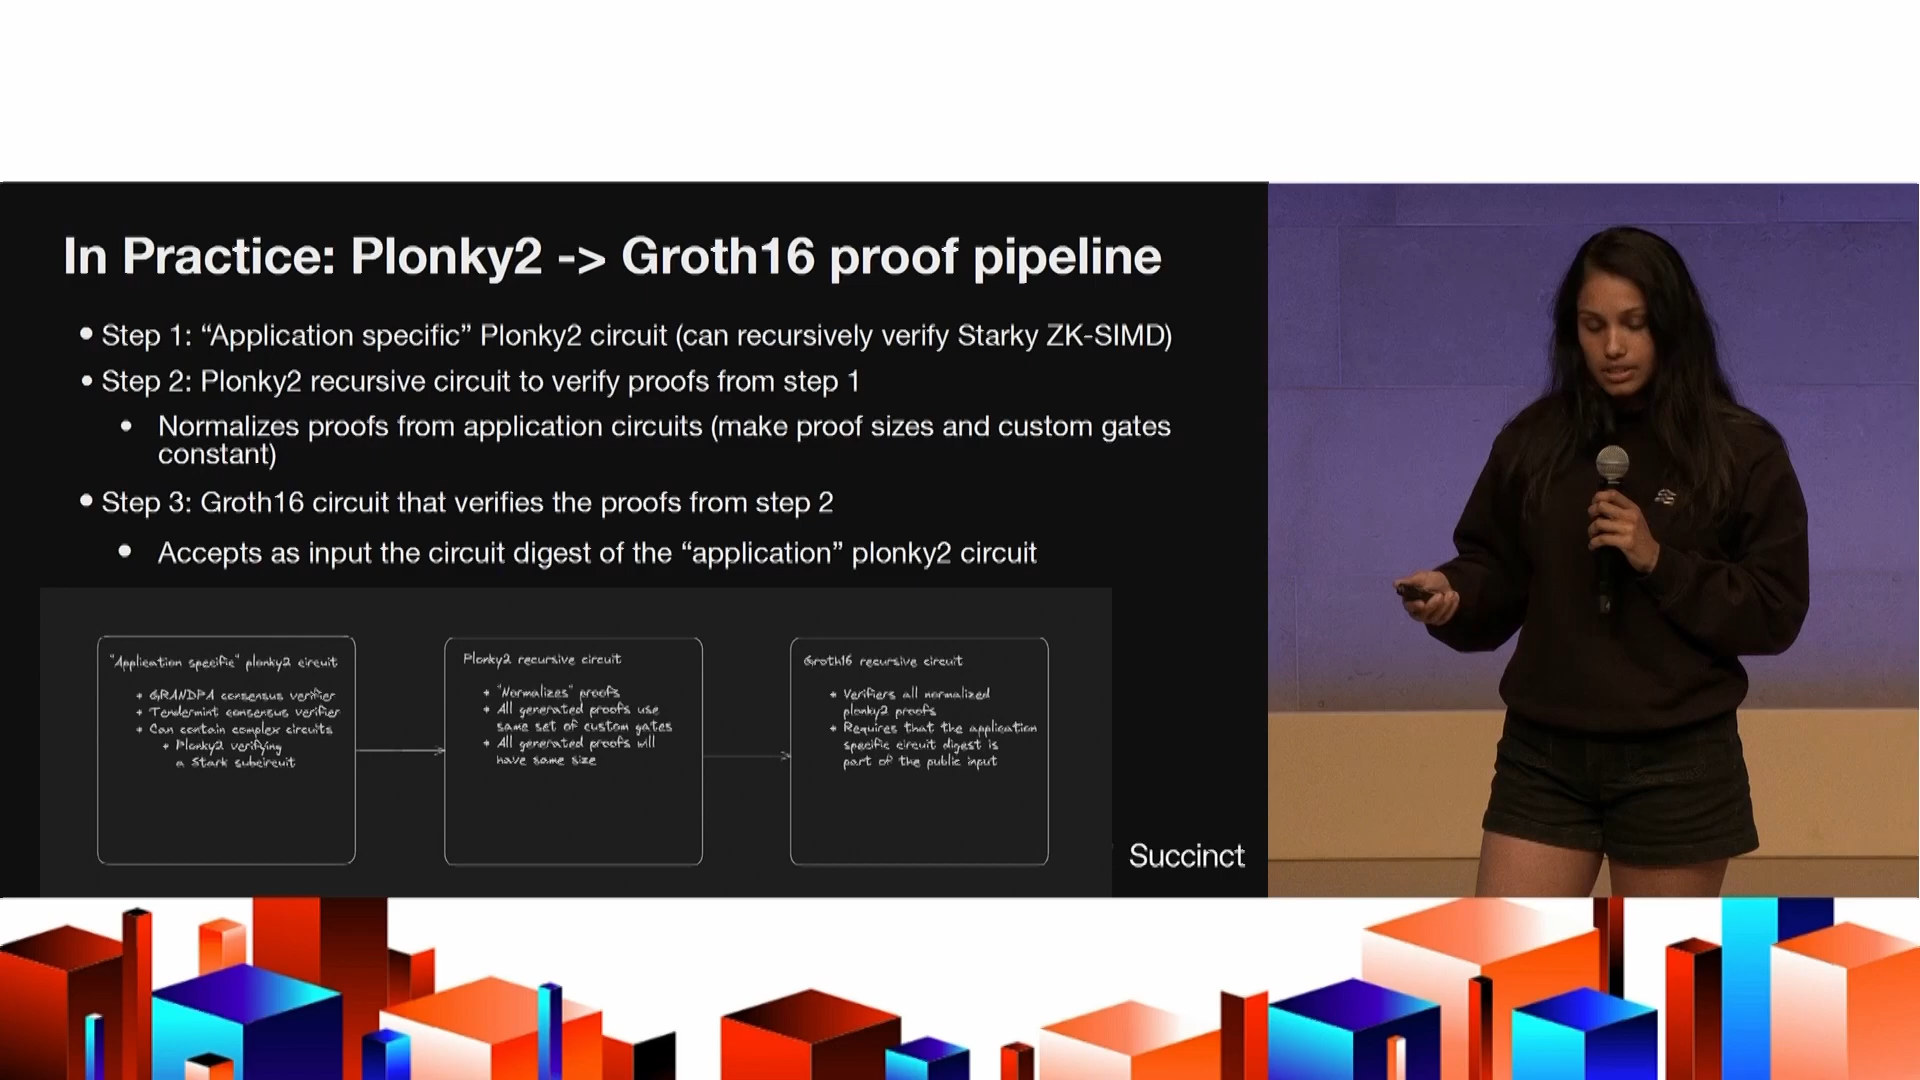 In Practice: Plonky2 -> Groth16 proof pipeline
• Step 1: “Application specific” Plonky2 circuit (can recursively verify Starky ZK-SIMD)
• Step 2: Plonky2 recursive circuit to verify proofs from step 1
• Normalizes proofs from application circuits (make proof sizes and custom gates
constant)
• Step 3: Groth16 circuit that verifies the proofs from step 2
• Accepts as input the circuit digest of the “application” plonky2 circuit
"Application specific" plonky2 circuit
* GRANDPA consensus verifier
* Tendermint consensus verifier
* Can contain complex circuits
* Plonky2 verifying
a Stark subcircuit
Plonky2 recursive circuit
* "Normalizes" proofs
* All generated proofs use
same set of custom gates
* All generated proofs will
have same size
Groth16 recursive circuit
* Verifiers all normalized
plonky2 proofs
* Requires that the application
specific circuit digest is
part of the public input
Succinct